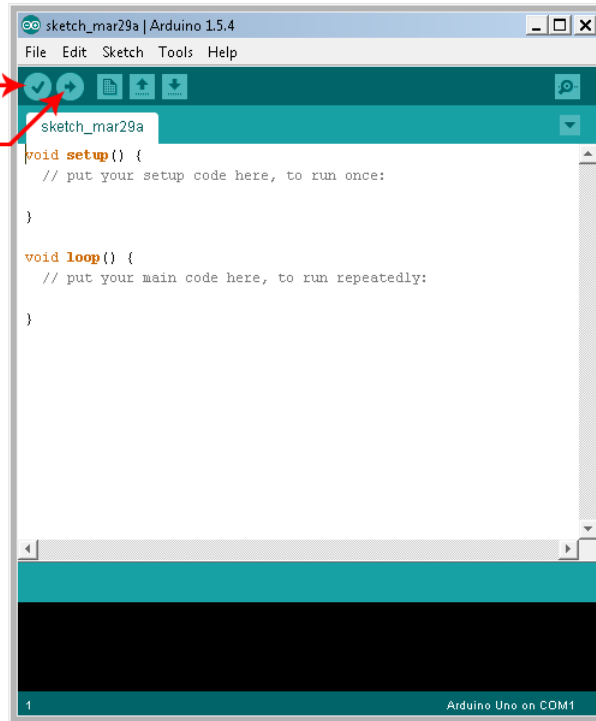 sketch_mar29a | Arduino 1.5.4
File Edit Sketch Tools Help
sketch_mar29a
void setup() {
  // put your setup code here, to run once:
}
void loop() {
  // put your main code here, to run repeatedly:
}
1 Arduino Uno on COM1